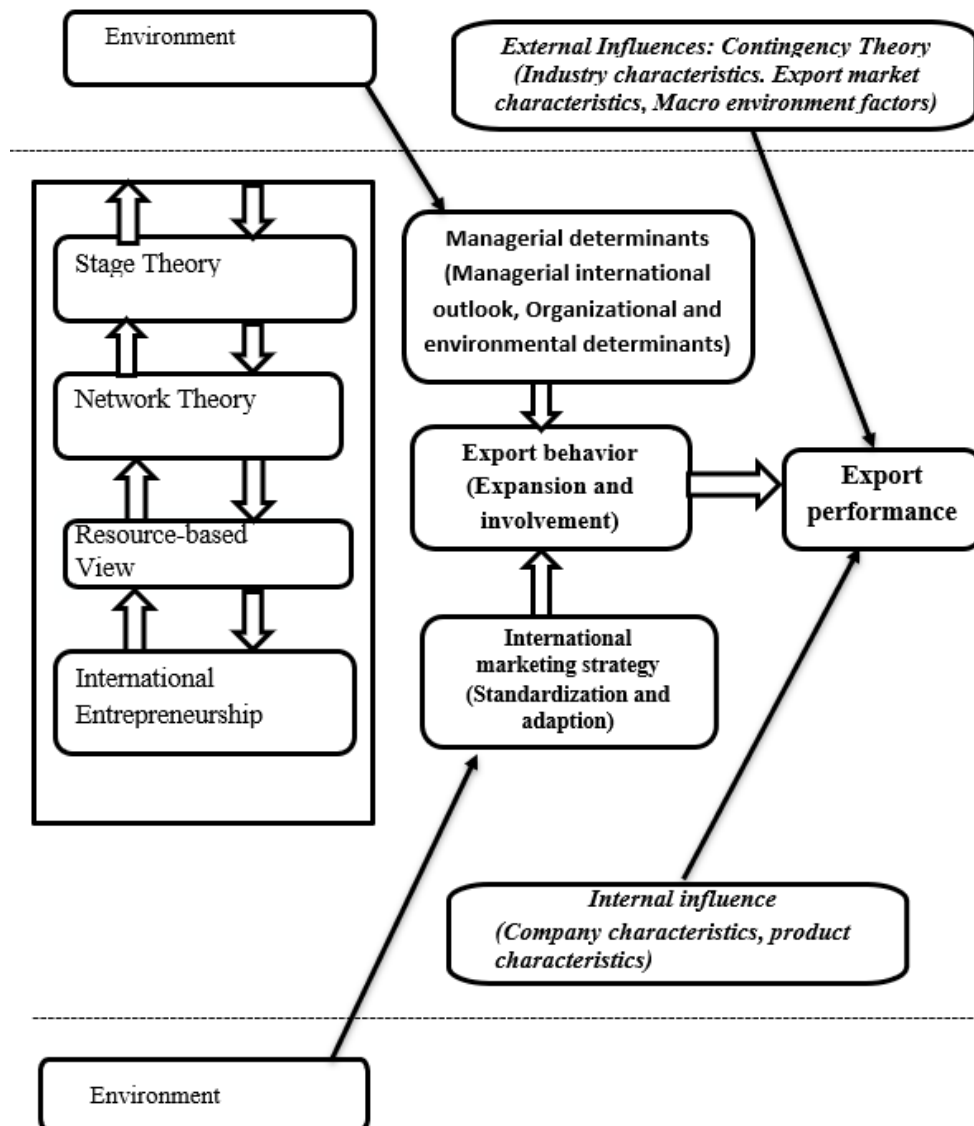 Environment
External Influences: Contingency Theory
(Industry characteristics. Export market
characteristics, Macro environment factors)
Stage Theory
Network Theory
Resource-based
View
International
Entrepreneurship
Managerial determinants
(Managerial international
outlook, Organizational and
environmental determinants)
Export behavior
(Expansion and
involvement)
Export
performance
International
marketing strategy
(Standardization and
adaption)
Internal influence
(Company characteristics, product
characteristics)
Environment